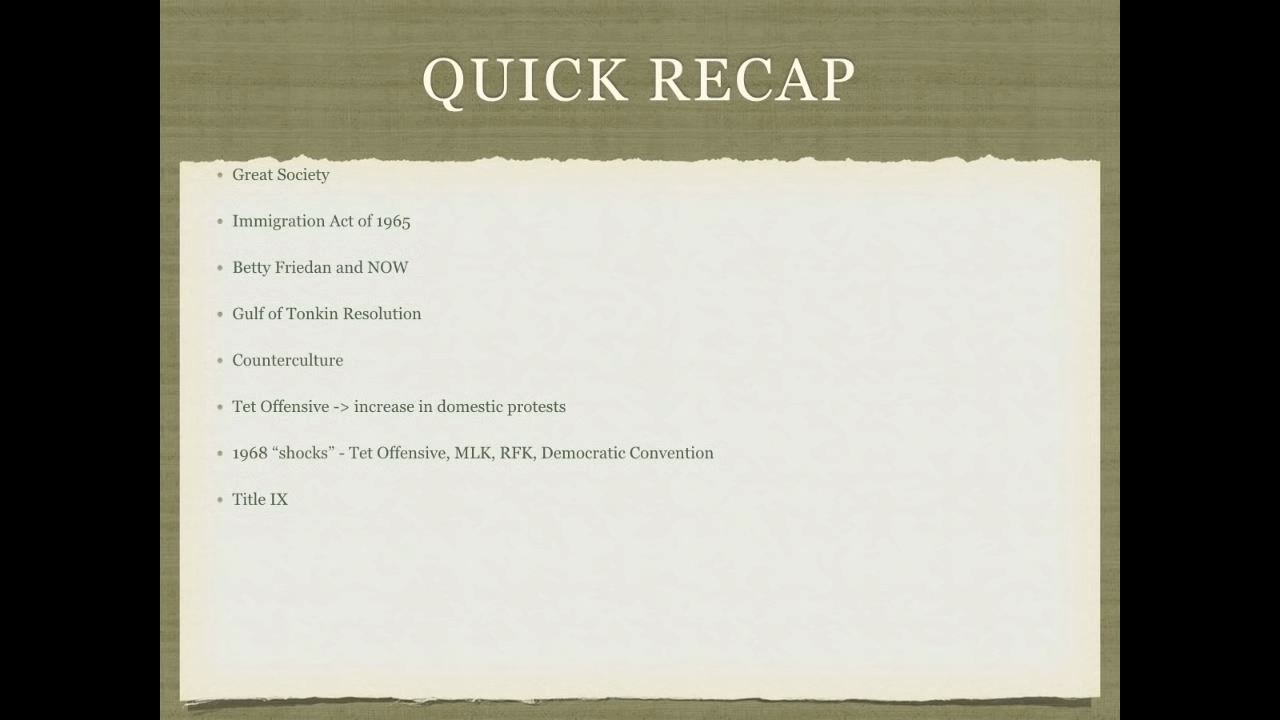 QUICK RECAP
• Great Society
• Immigration Act of 1965
• Betty Friedan and NOW
• Gulf of Tonkin Resolution
• Counterculture
• Tet Offensive -> increase in domestic protests
• 1968 “shocks” - Tet Offensive, MLK, RFK, Democratic Convention
• Title IX